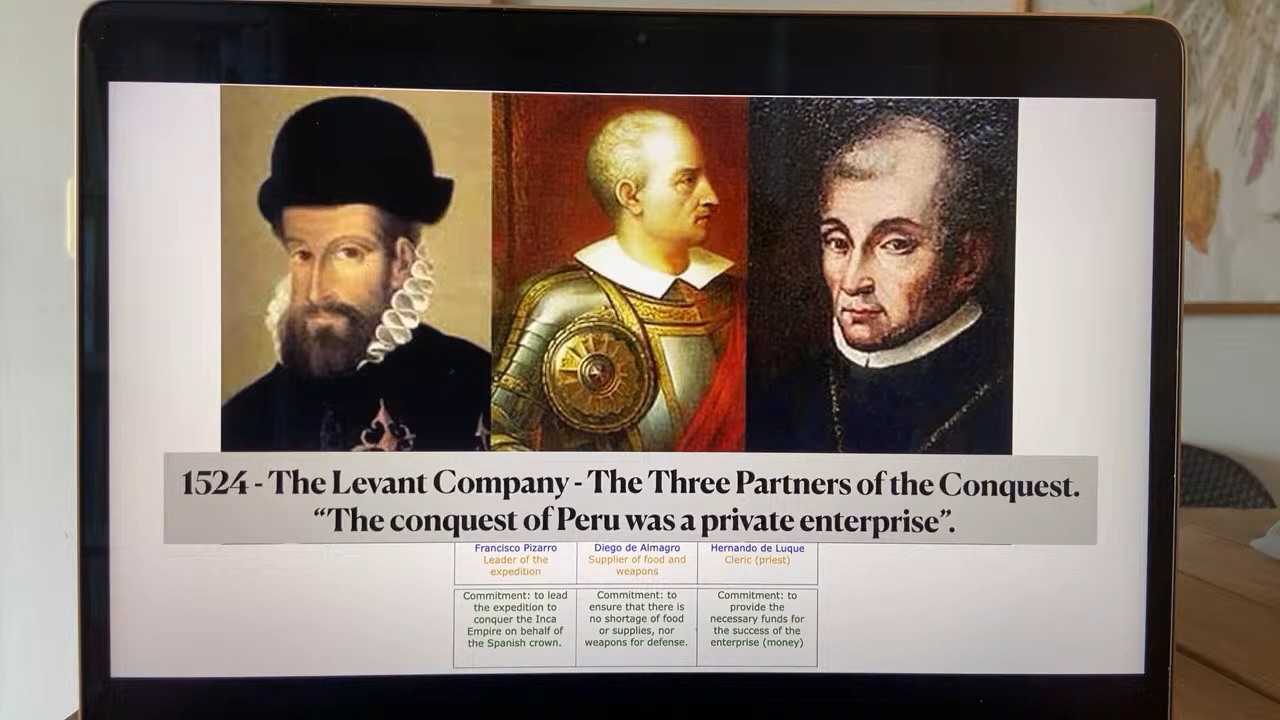 1524 - The Levant Company - The Three Partners of the Conquest.
“The conquest of Peru was a private enterprise”.
Francisco Pizarro
Leader of the
expedition
Diego de Almagro
Supplier of food and
weapons
Hernando de Luque
Cleric (priest)
Commitment: to lead
the expedition to
conquer the Inca
Empire on behalf of
the Spanish crown.
Commitment: to
ensure that there is
no shortage of food
or supplies, nor
weapons for defense.
Commitment: to
provide the
necessary funds for
the success of the
enterprise (money)